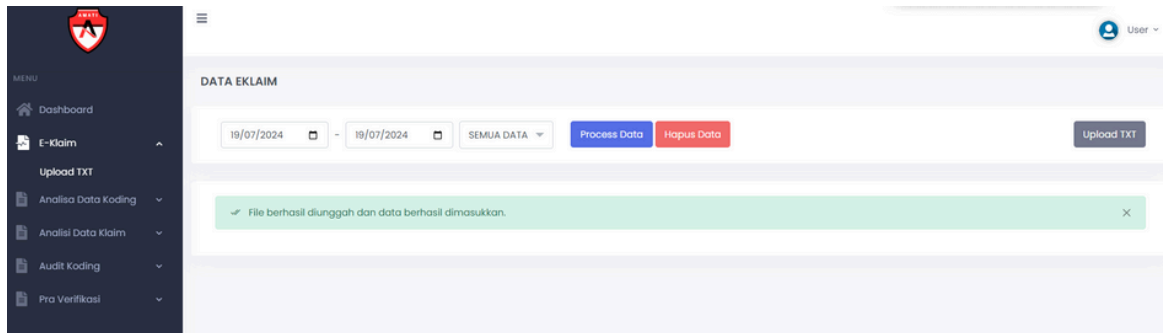 User
MENU
DATA EKLAIM
Dashboard
19/07/2024 - 19/07/2024 SEMUA DATA Process Data Hapus Data Upload TXT
E-Klaim
Upload TXT
Analisa Data Koding
File berhasil diunggah dan data berhasil dimasukkan.
Analisi Data Klaim
Audit Koding
Pra Verifikasi